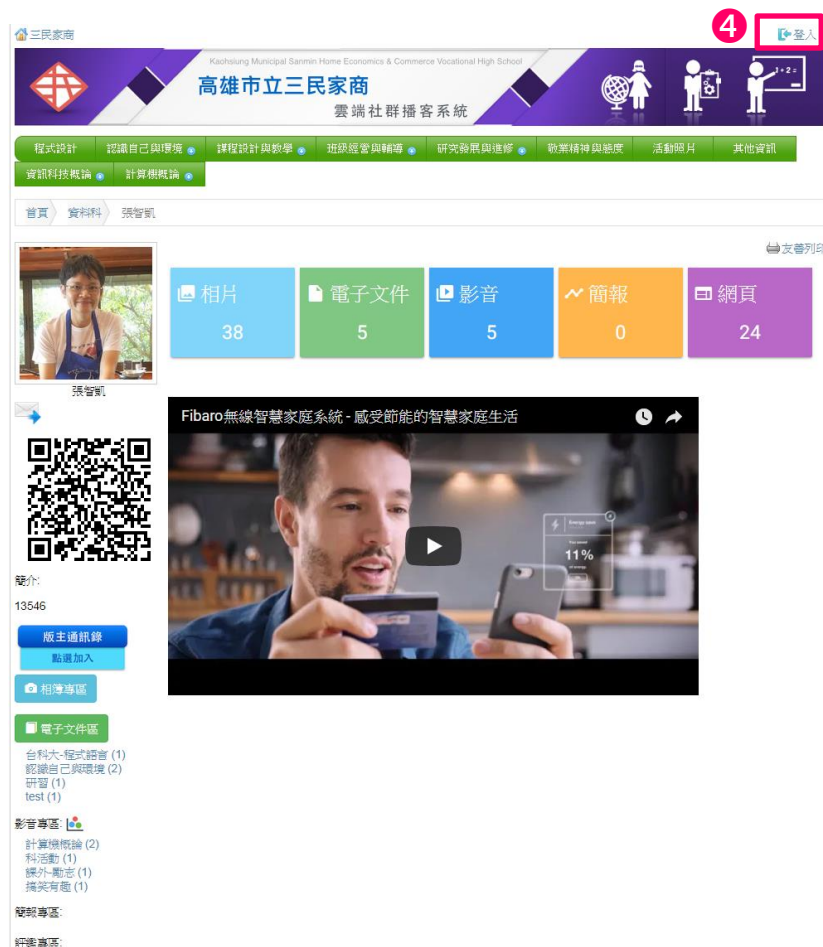 4
三民家商
登入
Kaohsiung Municipal Sanmin Home Economics & Commerce Vocational High School
高雄市立三民家商
雲端社群播客系統
1+2=
程式設計 認識自己與環境 課程設計與教學 班級經營與輔導 研究發展與進修 敬業精神與態度 活動照片 其他資訊
資訊科技概論 計算機概論
首頁 資料科 張智凱
友善列印
相片 電子文件 影音 簡報 網頁
38 5 5 0 24
張智凱
Fibaro無線智慧家庭系統 - 感受節能的智慧家庭生活
11%
簡介:
13546
版主通訊錄
點選加入
相簿專區
電子文件區
台科大-程式語言 (1)
認識自己與環境 (2)
研習 (1)
test (1)
影音專區:
計算機概論 (2)
科活動 (1)
課外-勵志 (1)
搞笑有趣 (1)
簡報專區:
評鑑專區: